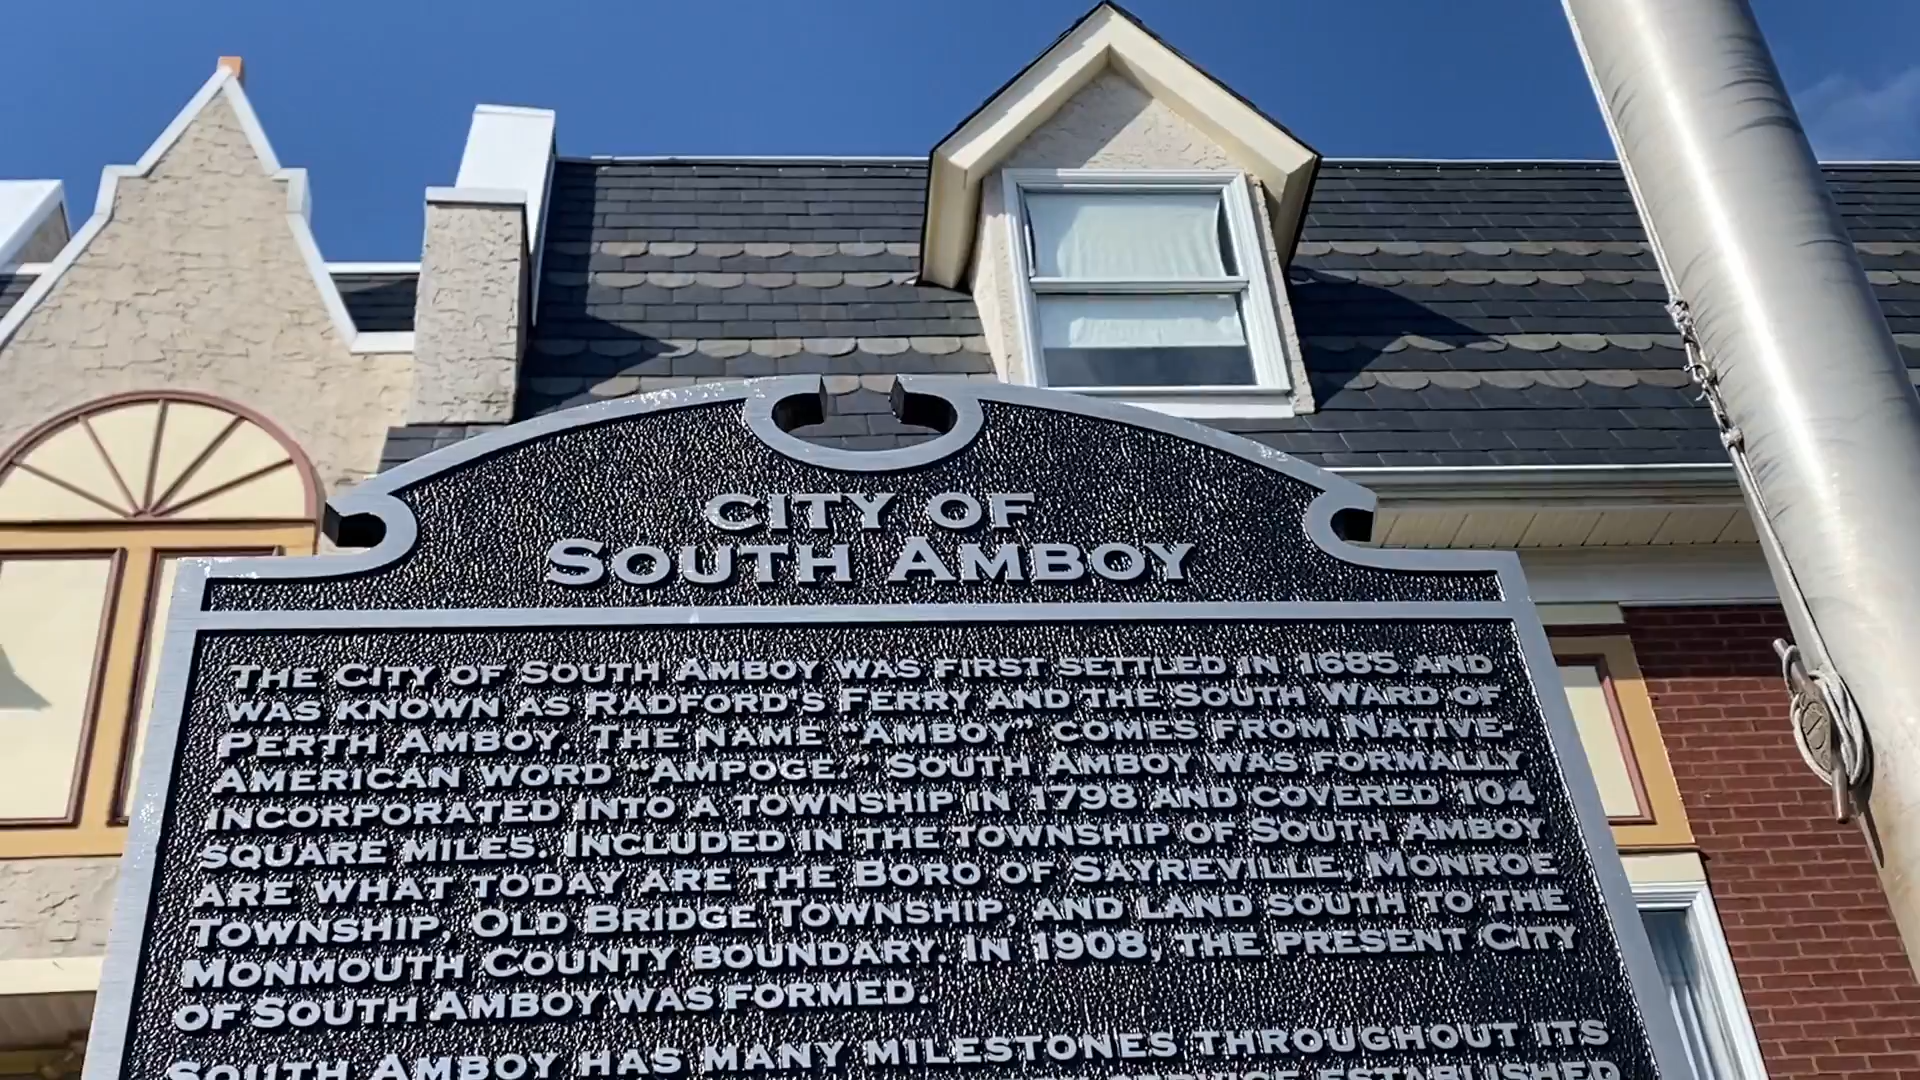 CITY OF
SOUTH AMBOY
THE CITY OF SOUTH AMBOY WAS FIRST SETTLED IN 1685 AND
WAS KNOWN AS RADFORD'S FERRY AND THE SOUTH WARD OF
PERTH AMBOY. THE NAME "AMBOY" COMES FROM NATIVE-
AMERICAN WORD "AMPOGE." SOUTH AMBOY WAS FORMALLY
INCORPORATED INTO A TOWNSHIP IN 1798 AND COVERED 104
SQUARE MILES. INCLUDED IN THE TOWNSHIP OF SOUTH AMBOY
ARE WHAT TODAY ARE THE BORO OF SAYREVILLE, MONROE
TOWNSHIP, OLD BRIDGE TOWNSHIP, AND LAND SOUTH TO THE
MONMOUTH COUNTY BOUNDARY. IN 1908, THE PRESENT CITY
OF SOUTH AMBOY WAS FORMED.
SOUTH AMBOY HAS MANY MILESTONES THROUGHOUT ITS
SERVICE ESTABLISHED